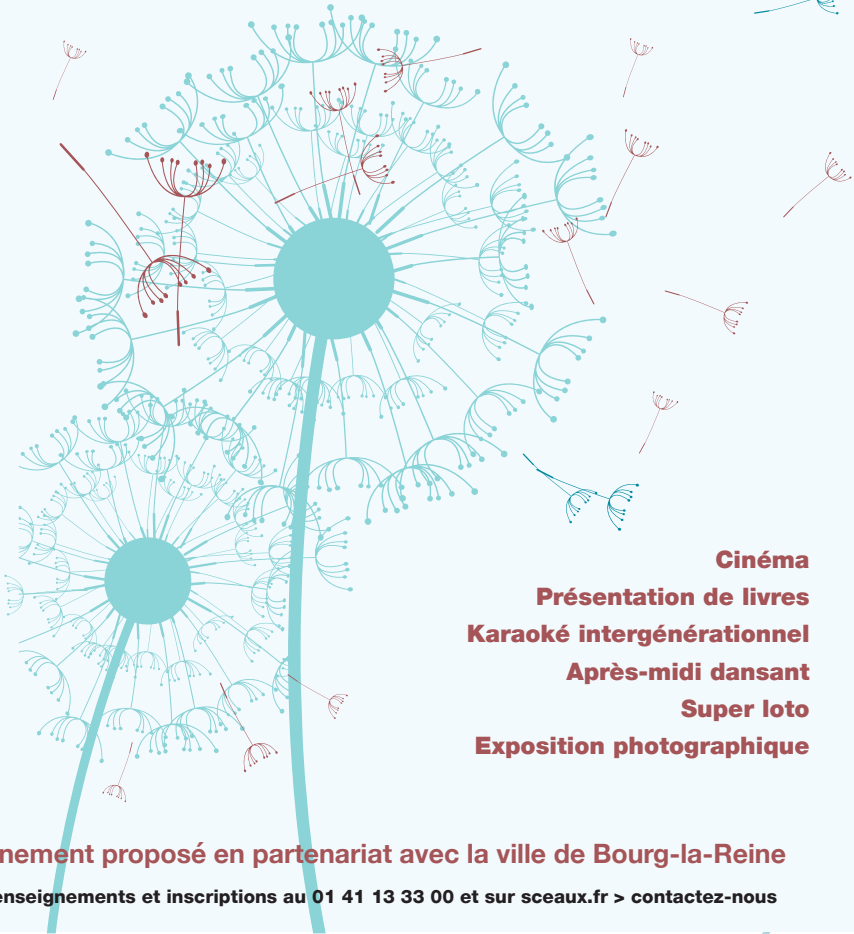 Cinéma
Présentation de livres
Karaoké intergénérationnel
Après-midi dansant
Super loto
Exposition photographique
nement proposé en partenariat avec la ville de Bourg-la-Reine
enseignements et inscriptions au 01 41 13 33 00 et sur sceaux.fr > contactez-nous